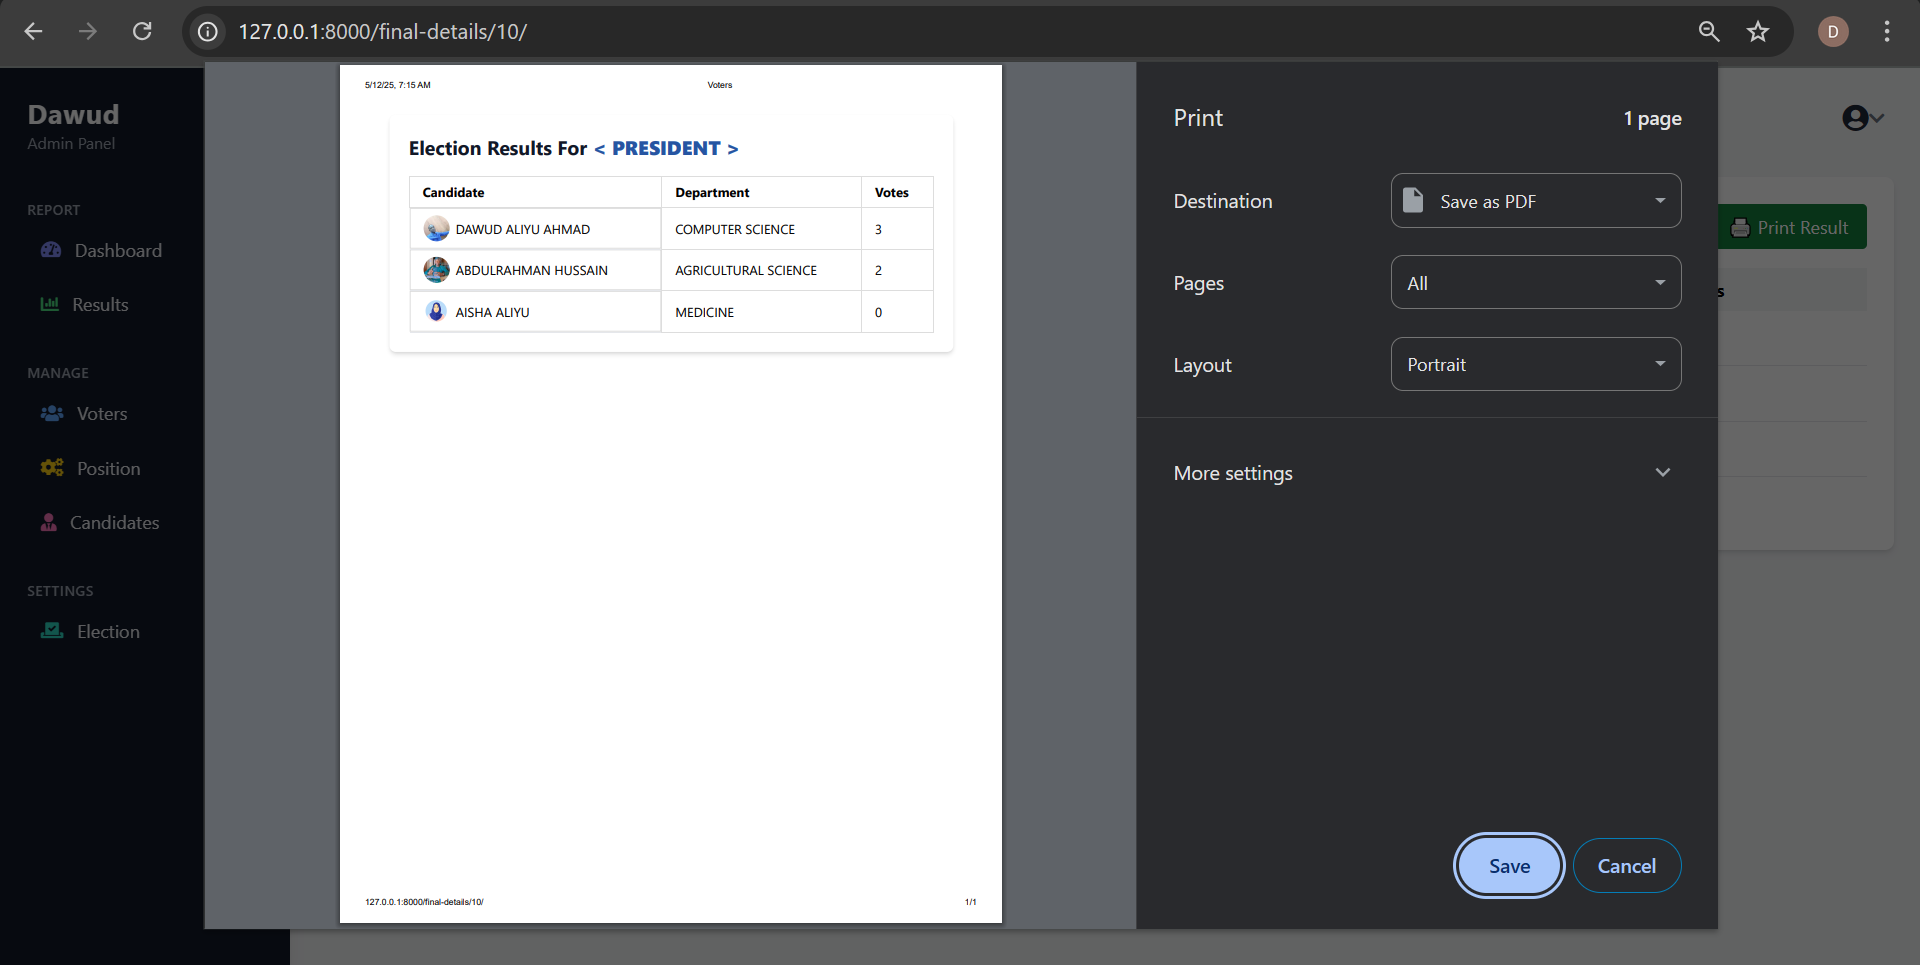 127.0.0.1:8000/final-details/10/
D
Dawud
Admin Panel
REPORT
Dashboard
Results
MANAGE
Voters
Position
Candidates
SETTINGS
Election
5/12/25, 7:15 AM
Voters
Election Results For < PRESIDENT >
Candidate Department Votes
DAWUD ALIYU AHMAD COMPUTER SCIENCE 3
ABDULRAHMAN HUSSAIN AGRICULTURAL SCIENCE 2
AISHA ALIYU MEDICINE 0
127.0.0.1:8000/final-details/10/
1/1
Print
1 page
Destination
Save as PDF
Pages
All
Layout
Portrait
More settings
Save
Cancel
Print Result
s